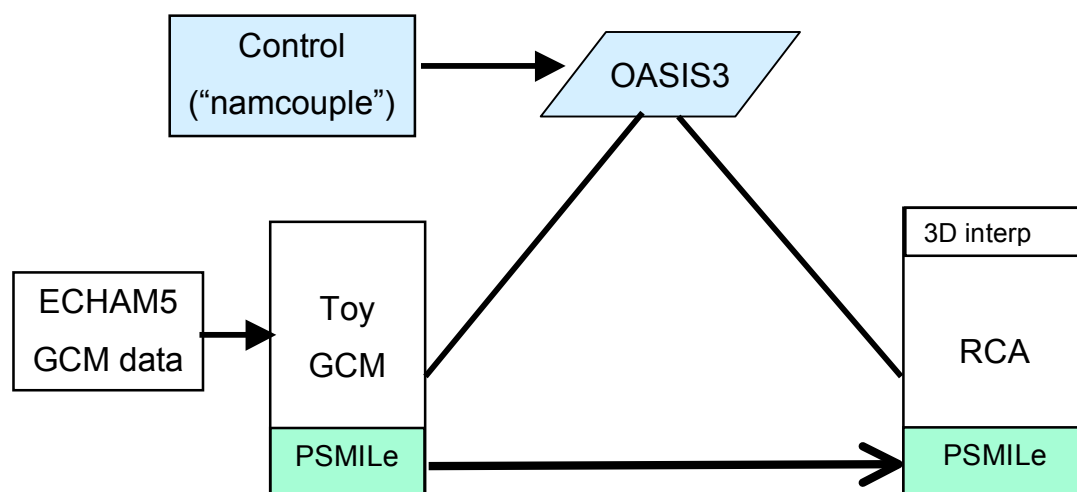 Control
(“namcouple”)
OASIS3
3D interp
ECHAM5
GCM data
Toy
GCM
RCA
PSMILe
PSMILe